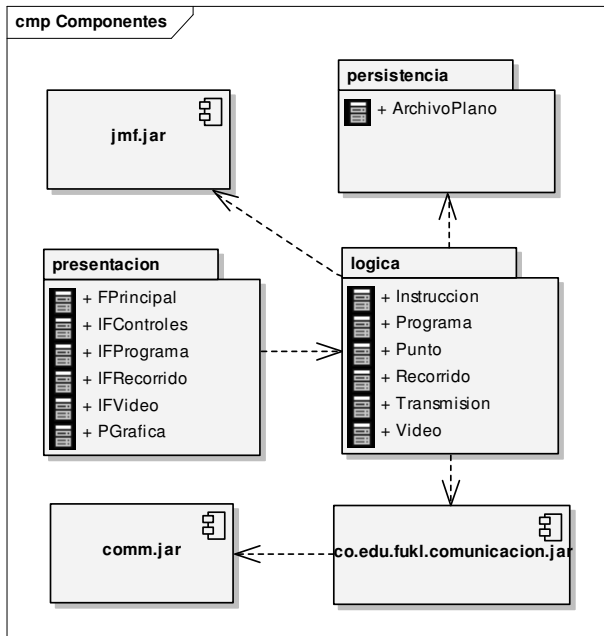 cmp Componentes
jmf.jar
persistencia
+ ArchivoPlano
presentacion
+ FPrincipal
+ IFControles
+ IFPrograma
+ IFRecorrido
+ IFVideo
+ PGrafica
logica
+ Instruccion
+ Programa
+ Punto
+ Recorrido
+ Transmision
+ Video
comm.jar
co.edu.fukl.comunicacion.jar